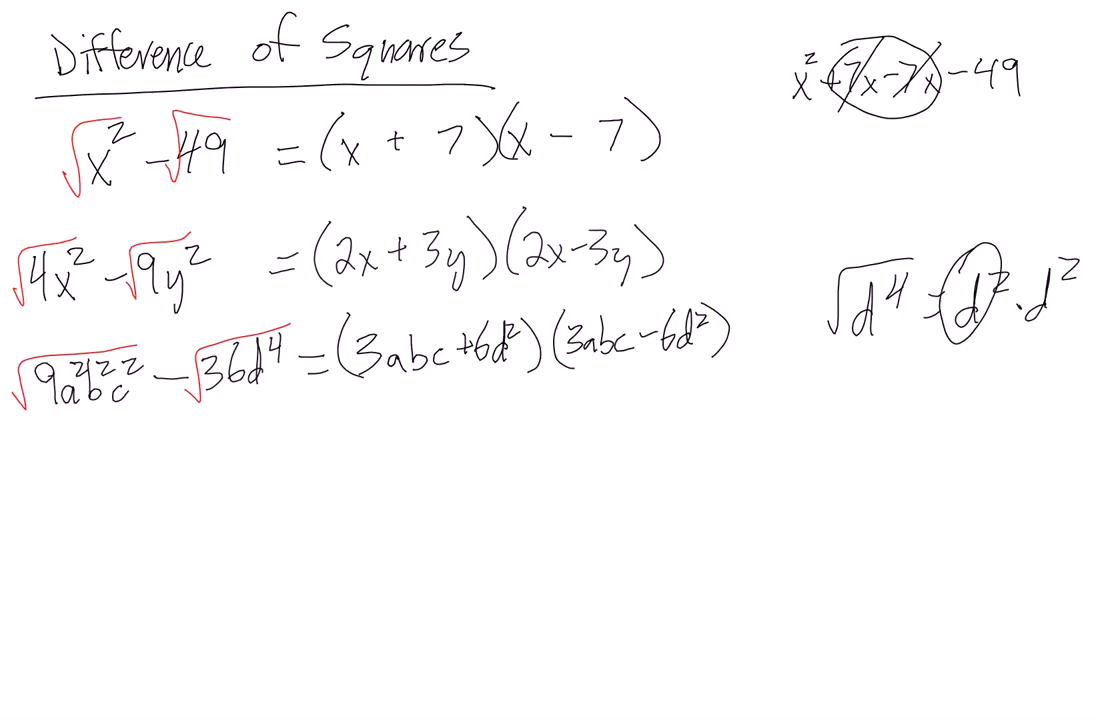 Difference of Squares
x² + 7x - 7x - 49
√x² - √49 = (x + 7)(x - 7)
√4x² - √9y² = (2x + 3y)(2x - 3y)
√d⁴ = d² · d²
√9a²b²c² - √36d⁴ = (3abc + 6d²)(3abc - 6d²)